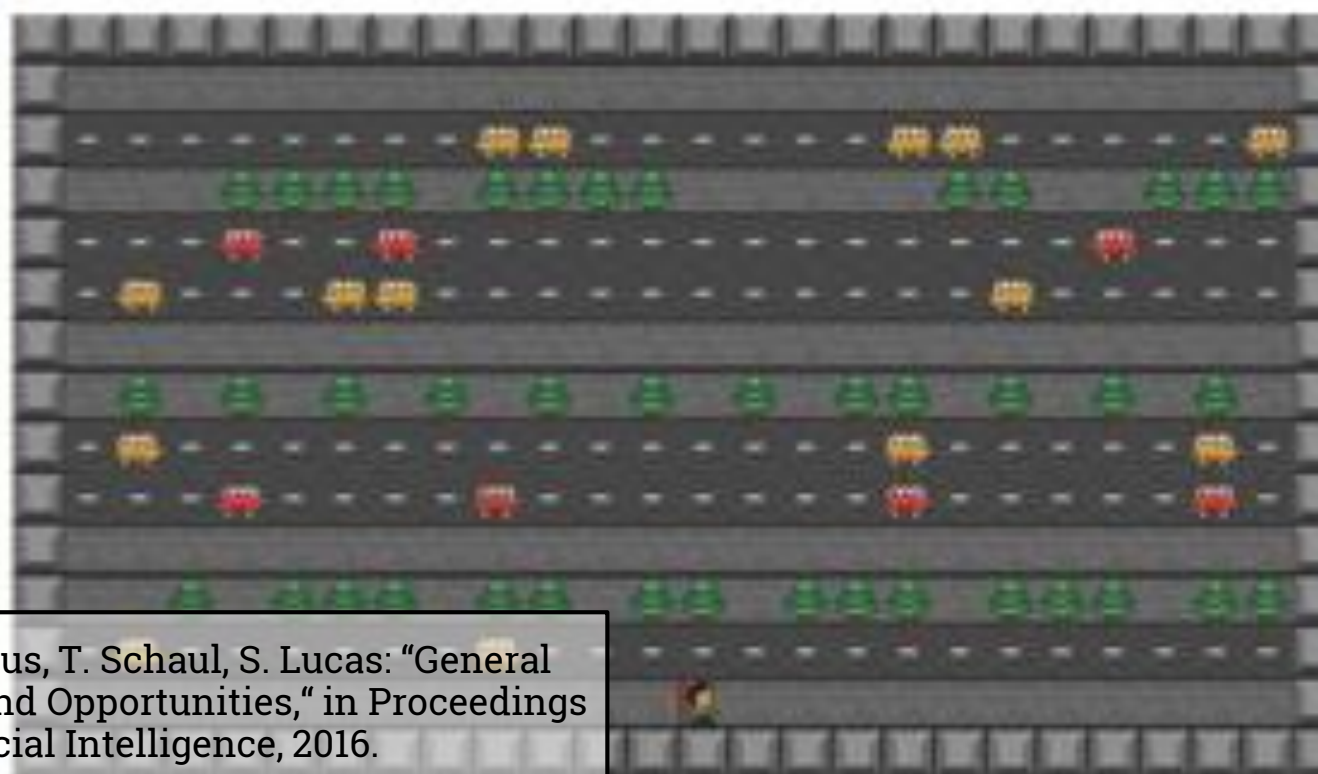 us, T. Schaul, S. Lucas: “General
nd Opportunities,“ in Proceedings
cial Intelligence, 2016.